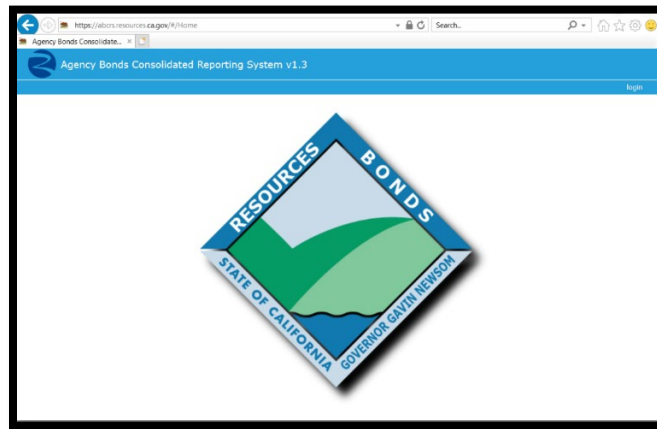 https://abcrs.resources.ca.gov/#/Home
Search...
Agency Bonds Consolidate...
Agency Bonds Consolidated Reporting System v1.3
login
RESOURCES
BONDS
STATE OF CALIFORNIA
GOVERNOR GAVIN NEWSOM